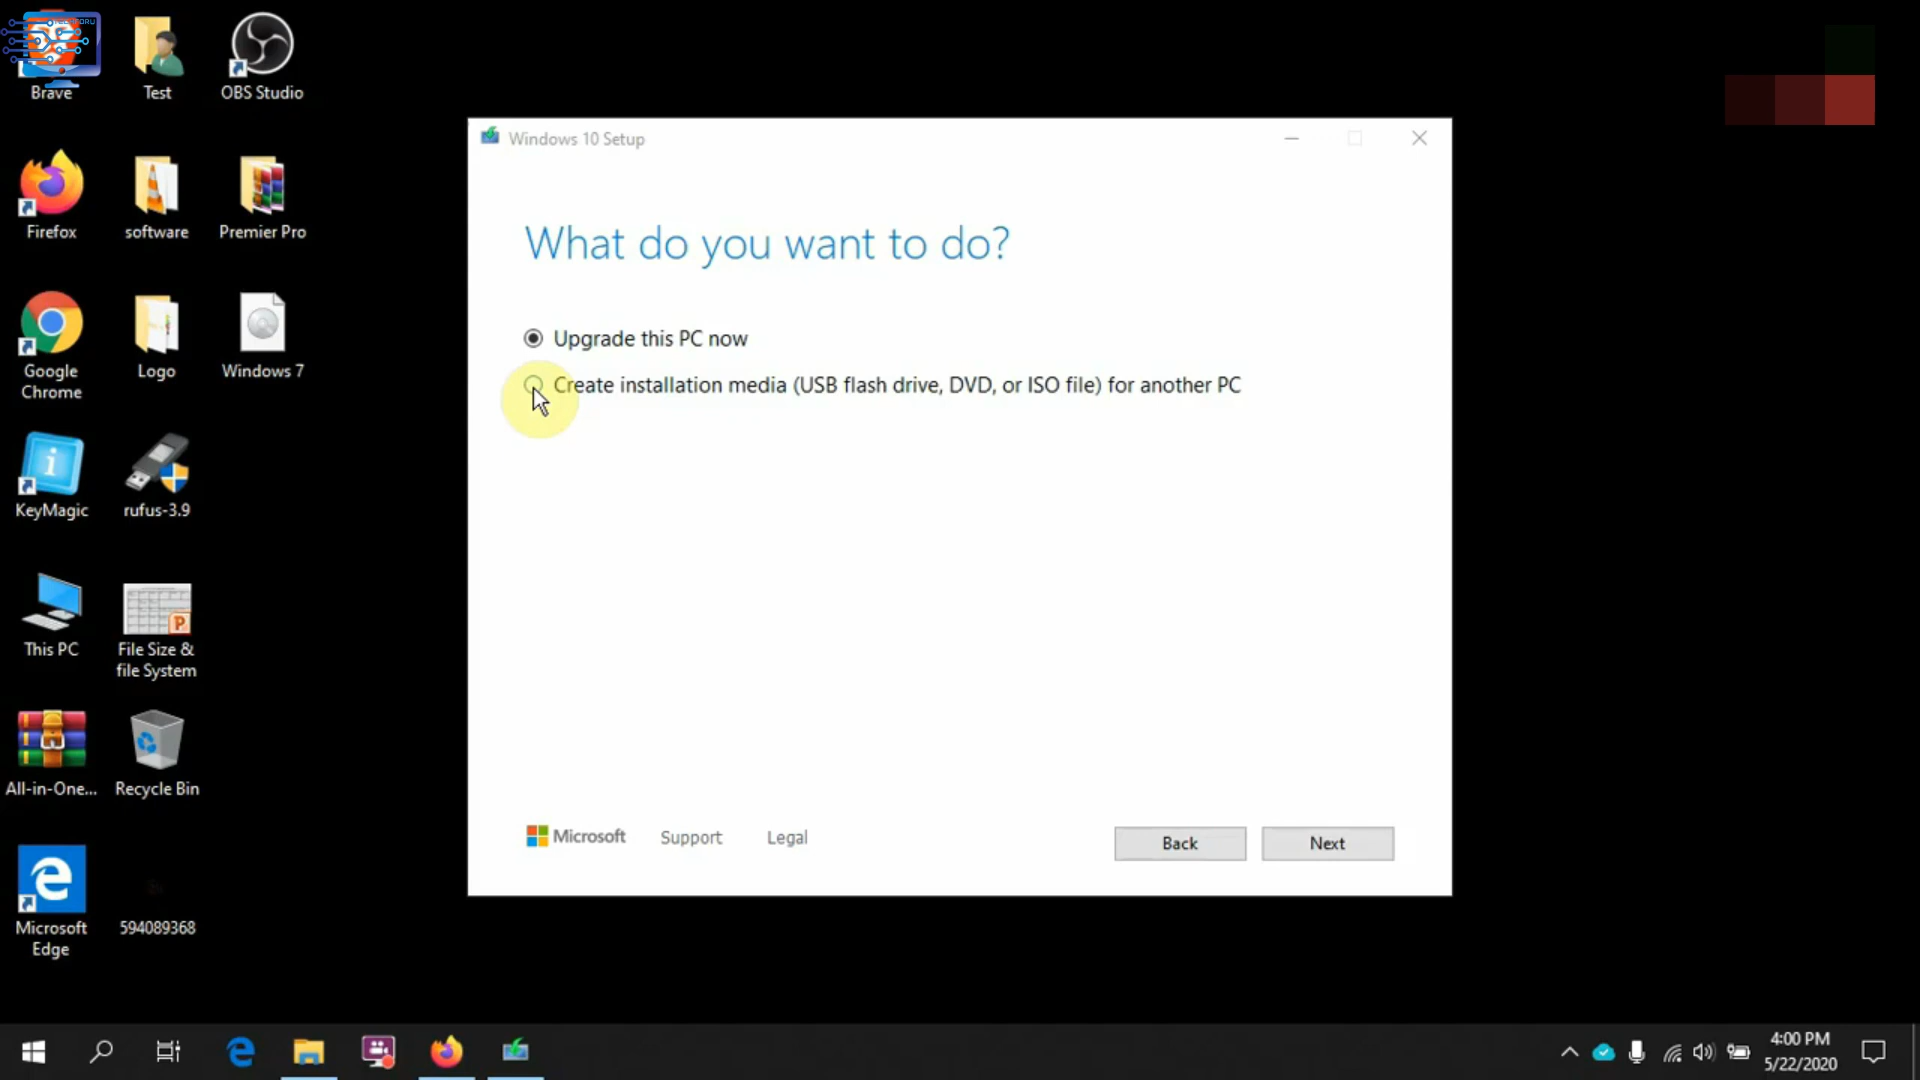 Brave
Test
OBS Studio
Firefox
software
Premier Pro
Google
Chrome
Logo
Windows 7
KeyMagic
rufus-3.9
This PC
File Size &
file System
All-in-One...
Recycle Bin
Microsoft
Edge
594089368
Windows 10 Setup
What do you want to do?
Upgrade this PC now
Create installation media (USB flash drive, DVD, or ISO file) for another PC
Microsoft
Support
Legal
Back
Next
4:00 PM
5/22/2020